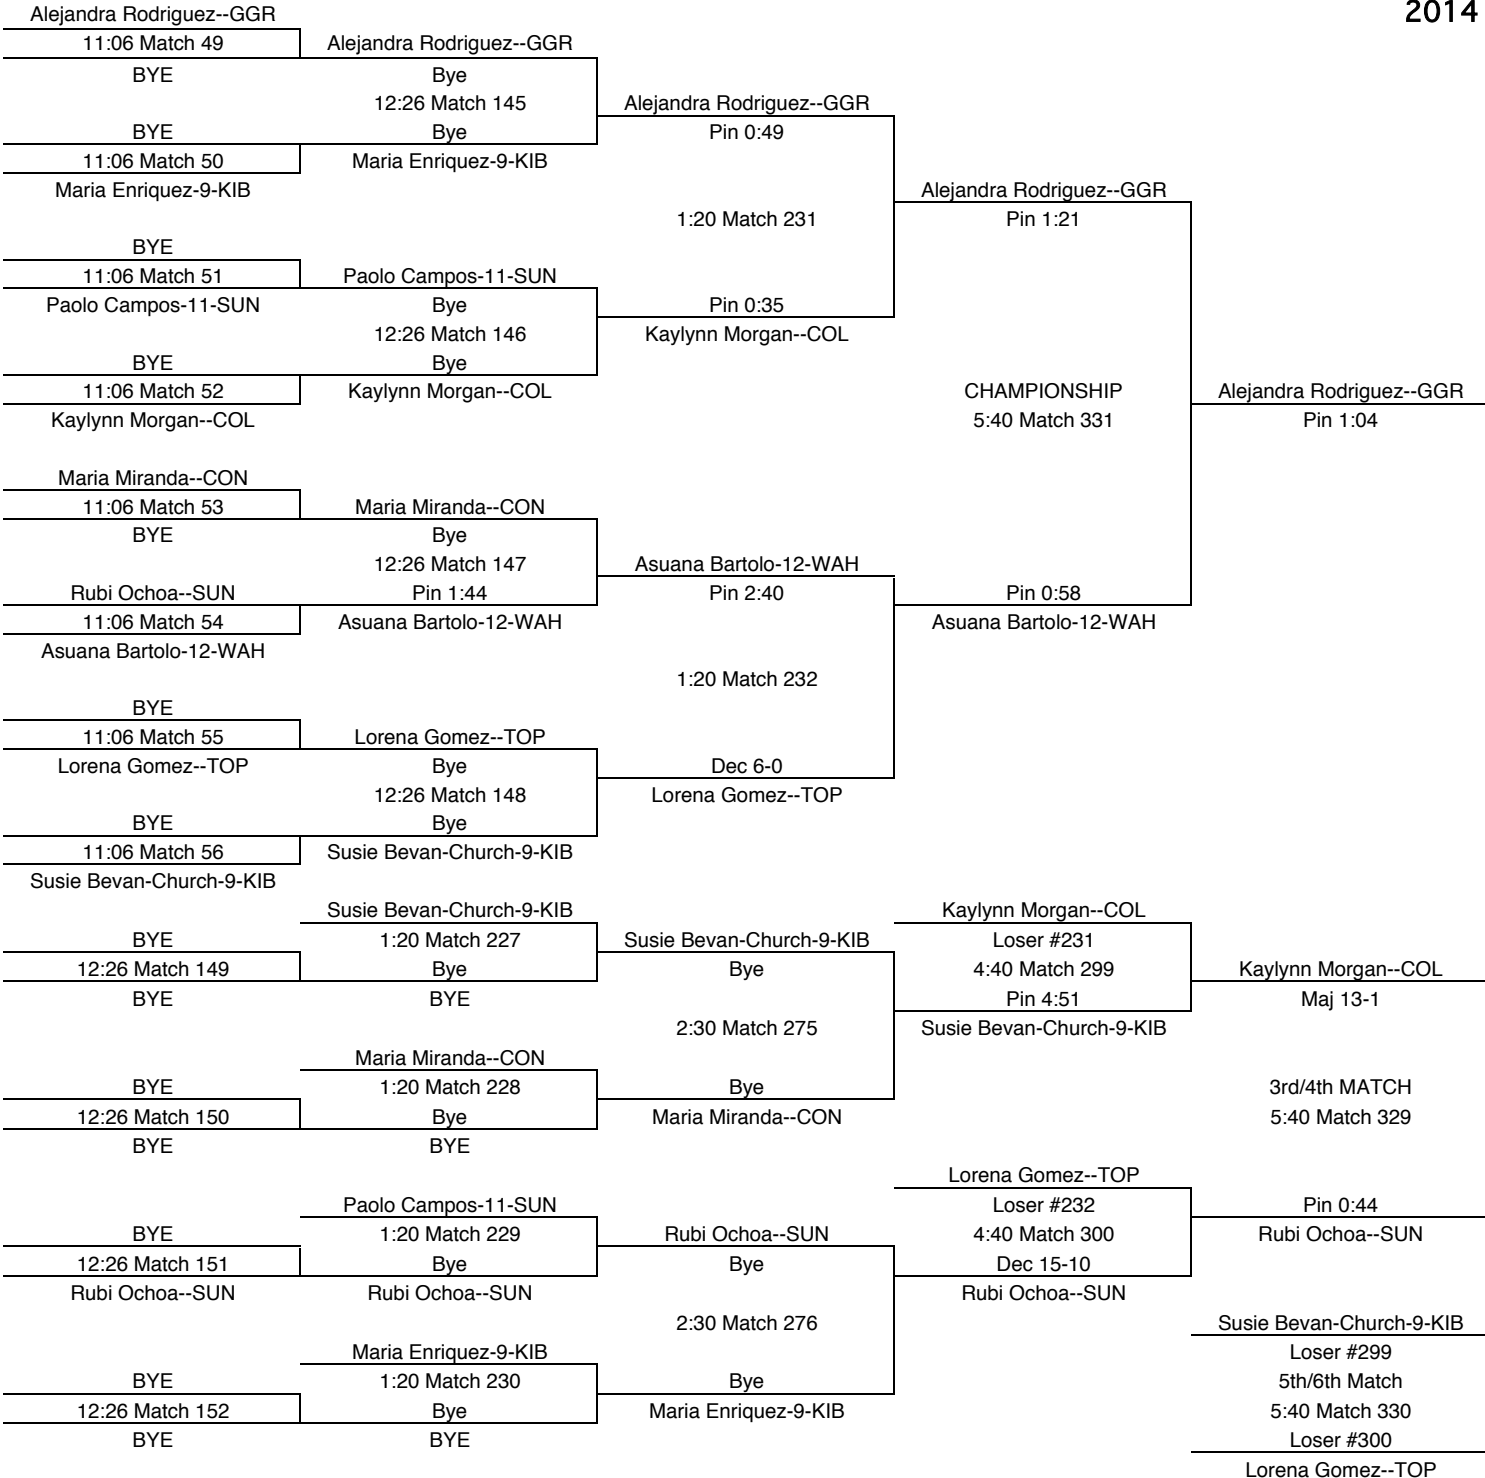 2014
Alejandra Rodriguez--GGR
11:06 Match 49
BYE
BYE
11:06 Match 50
Maria Enriquez-9-KIB
BYE
11:06 Match 51
Paolo Campos-11-SUN
BYE
11:06 Match 52
Kaylynn Morgan--COL
Maria Miranda--CON
11:06 Match 53
BYE
Rubi Ochoa--SUN
11:06 Match 54
Asuana Bartolo-12-WAH
BYE
11:06 Match 55
Lorena Gomez--TOP
BYE
11:06 Match 56
Susie Bevan-Church-9-KIB
BYE
12:26 Match 149
BYE
BYE
12:26 Match 150
BYE
BYE
12:26 Match 151
Rubi Ochoa--SUN
BYE
12:26 Match 152
BYE
Alejandra Rodriguez--GGR
Bye
12:26 Match 145
Bye
Maria Enriquez-9-KIB
Paolo Campos-11-SUN
Bye
12:26 Match 146
Bye
Kaylynn Morgan--COL
Maria Miranda--CON
Bye
12:26 Match 147
Pin 1:44
Asuana Bartolo-12-WAH
Lorena Gomez--TOP
Bye
12:26 Match 148
Bye
Susie Bevan-Church-9-KIB
Susie Bevan-Church-9-KIB
1:20 Match 227
Bye
BYE
Maria Miranda--CON
1:20 Match 228
Bye
BYE
Paolo Campos-11-SUN
1:20 Match 229
Bye
Rubi Ochoa--SUN
Maria Enriquez-9-KIB
1:20 Match 230
Bye
BYE
Alejandra Rodriguez--GGR
Pin 0:49
1:20 Match 231
Pin 0:35
Kaylynn Morgan--COL
Asuana Bartolo-12-WAH
Pin 2:40
1:20 Match 232
Dec 6-0
Lorena Gomez--TOP
Susie Bevan-Church-9-KIB
Bye
2:30 Match 275
Bye
Maria Miranda--CON
Rubi Ochoa--SUN
Bye
2:30 Match 276
Bye
Maria Enriquez-9-KIB
Alejandra Rodriguez--GGR
Pin 1:21
CHAMPIONSHIP
5:40 Match 331
Pin 0:58
Asuana Bartolo-12-WAH
Kaylynn Morgan--COL
Loser #231
4:40 Match 299
Pin 4:51
Susie Bevan-Church-9-KIB
Lorena Gomez--TOP
Loser #232
4:40 Match 300
Dec 15-10
Rubi Ochoa--SUN
Alejandra Rodriguez--GGR
Pin 1:04
Kaylynn Morgan--COL
Maj 13-1
3rd/4th MATCH
5:40 Match 329
Pin 0:44
Rubi Ochoa--SUN
Susie Bevan-Church-9-KIB
Loser #299
5th/6th Match
5:40 Match 330
Loser #300
Lorena Gomez--TOP